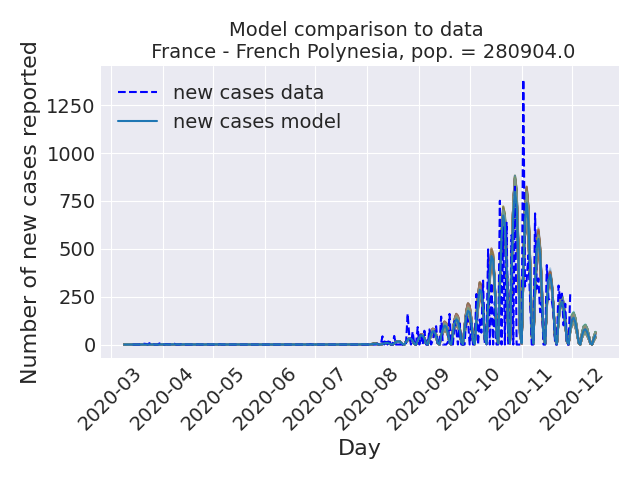 Model comparison to data
France - French Polynesia, pop. = 280904.0
Number of new cases reported
1250
1000
750
500
250
0
new cases data
new cases model
2020-03
2020-04
2020-05
2020-06
2020-07
2020-08
2020-09
2020-10
2020-11
2020-12
Day